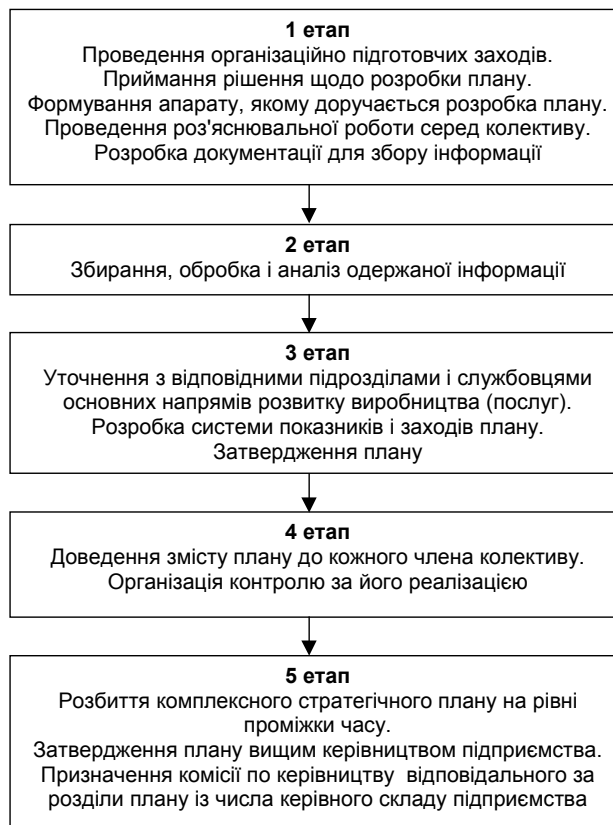 1 етап
Проведення організаційно підготовчих заходів.
Приймання рішення щодо розробки плану.
Формування апарату, якому доручається розробка плану.
Проведення роз'яснювальної роботи серед колективу.
Розробка документації для збору інформації
2 етап
Збирання, обробка і аналіз одержаної інформації
3 етап
Уточнення з відповідними підрозділами і службовцями
основних напрямів розвитку виробництва (послуг).
Розробка системи показників і заходів плану.
Затвердження плану
4 етап
Доведення змісту плану до кожного члена колективу.
Організація контролю за його реалізацією
5 етап
Розбиття комплексного стратегічного плану на рівні
проміжки часу.
Затвердження плану вищим керівництвом підприємства.
Призначення комісії по керівництву відповідального за
розділи плану із числа керівного складу підприємства